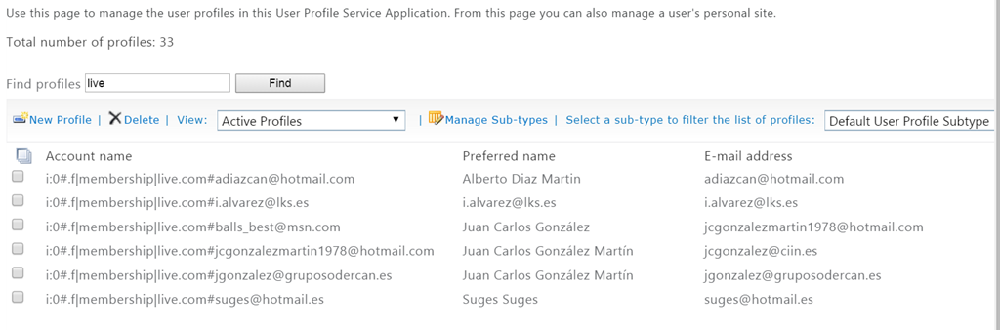 Use this page to manage the user profiles in this User Profile Service Application. From this page you can also manage a user's personal site.
Total number of profiles: 33
Find profiles live Find
New Profile | Delete | View: Active Profiles | Manage Sub-types | Select a sub-type to filter the list of profiles: Default User Profile Subtype
Account name Preferred name E-mail address
i:0#.f|membership|live.com#adiazcan@hotmail.com Alberto Diaz Martin adiazcan@hotmail.com
i:0#.f|membership|live.com#i.alvarez@lks.es i.alvarez@lks.es i.alvarez@lks.es
i:0#.f|membership|live.com#balls_best@msn.com Juan Carlos González jcgonzalezmartin1978@hotmail.com
i:0#.f|membership|live.com#jcgonzalezmartin1978@hotmail.com Juan Carlos González Martín jcgonzalez@ciin.es
i:0#.f|membership|live.com#jgonzalez@gruposodercan.es Juan Carlos González Martín jgonzalez@gruposodercan.es
i:0#.f|membership|live.com#suges@hotmail.es Suges Suges suges@hotmail.es